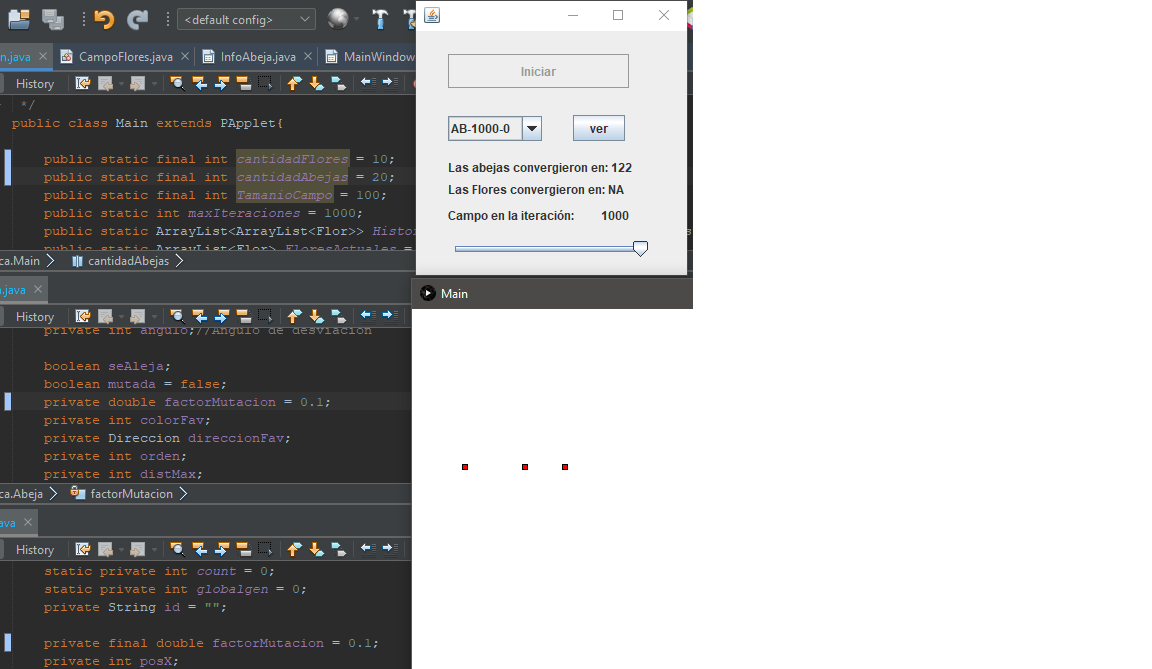 <default config>
n.java
CampoFlores.java
InfoAbeja.java
MainWindow
History
*/
public class Main extends PApplet{
public static final int cantidadFlores = 10;
public static final int cantidadAbejas = 20;
public static final int TamanioCampo = 100;
public static int maxIteraciones = 1000;
public static ArrayList<ArrayList<Flor>> Histo
public static ArrayList<Flor> FloresActuales =
ca.Main
cantidadAbejas
.java
History
private int angulo;//Angulo de desviacion
boolean seAleja;
boolean mutada = false;
private double factorMutacion = 0.1;
private int colorFav;
private Direccion direccionFav;
private int orden;
private int distMax;
ca.Abeja
factorMutacion
ava
History
static private int count = 0;
static private int globalgen = 0;
private String id = "";
private final double factorMutacion = 0.1;
private int posX;
Iniciar
AB-1000-0
ver
Las abejas convergieron en: 122
Las Flores convergieron en: NA
Campo en la iteración: 1000
Main